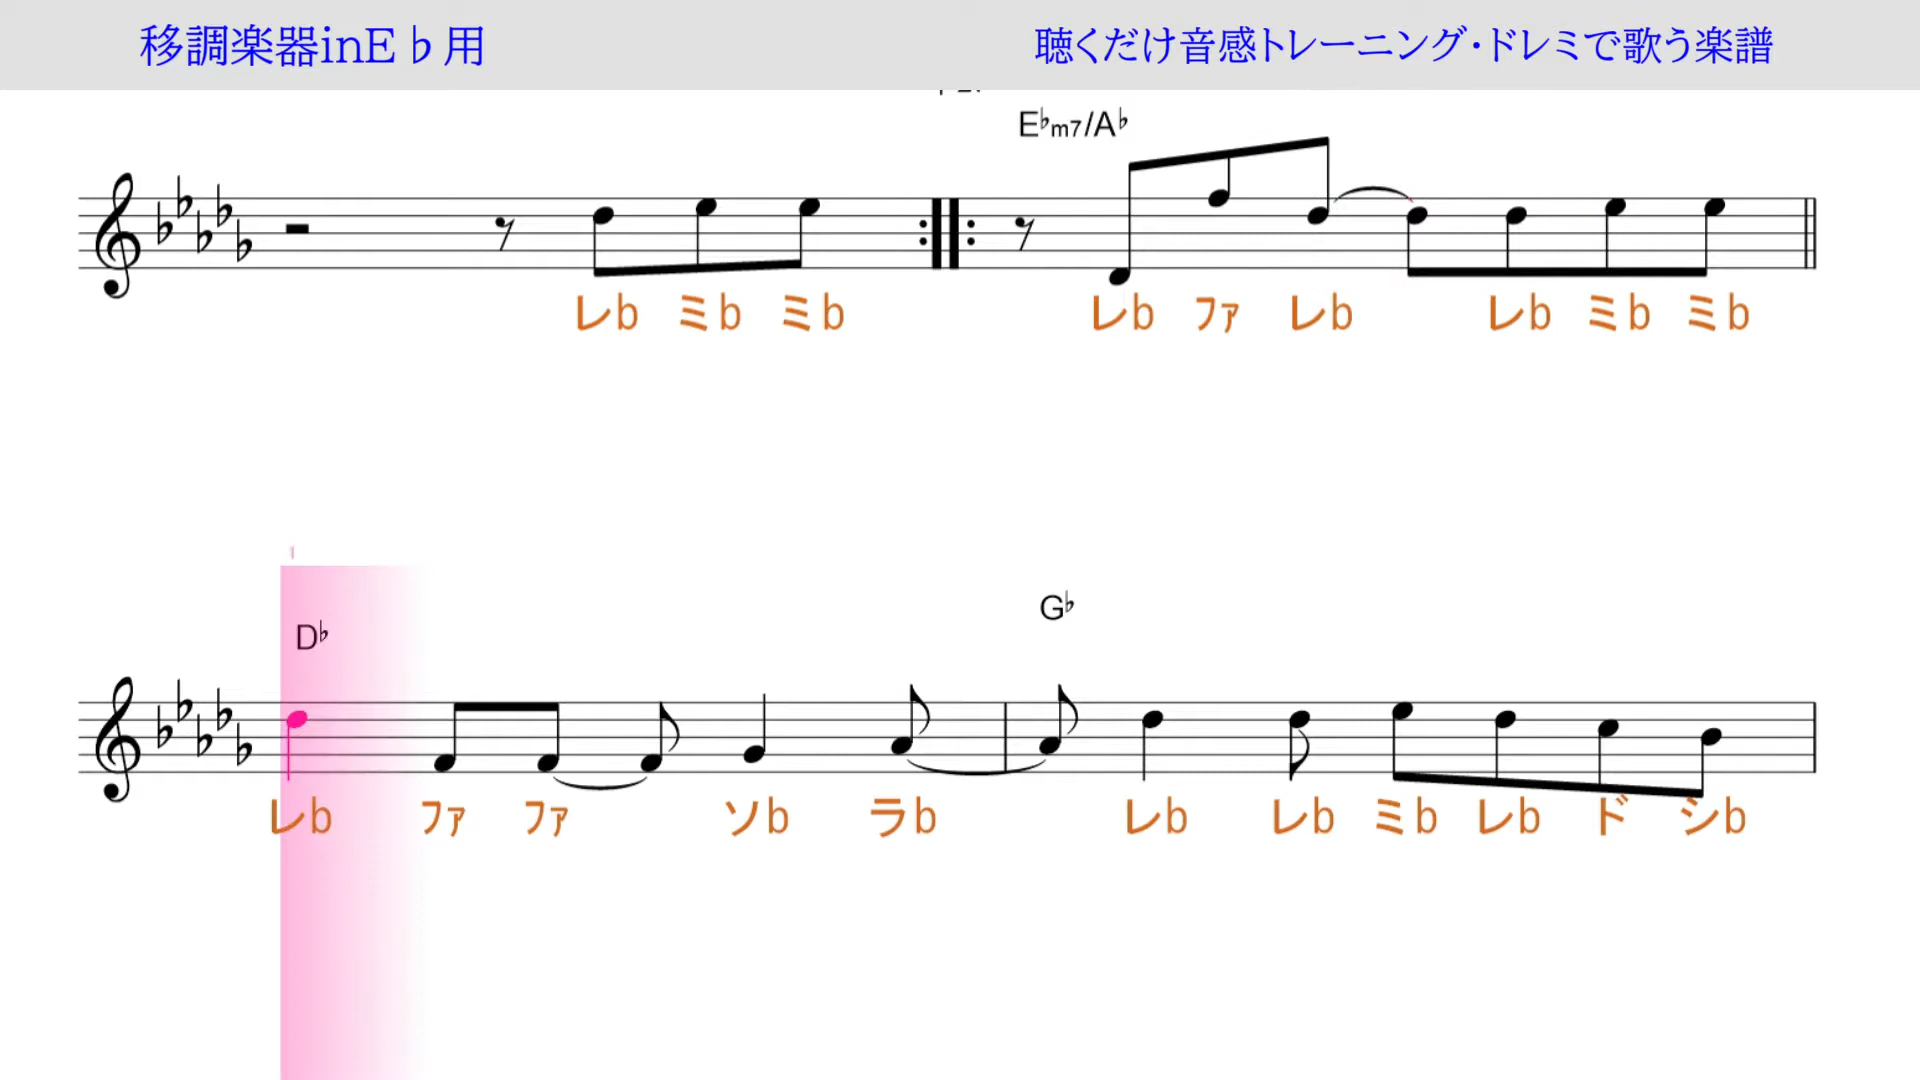 移調楽器inE♭用
聴くだけ音感トレーニング・ドレミで歌う楽譜
E♭m7/A♭
レb ミb ミb レb ファ レb レb ミb ミb
D♭
G♭
レb ファ ファ ソb ラb レb レb ミb レb ド シb